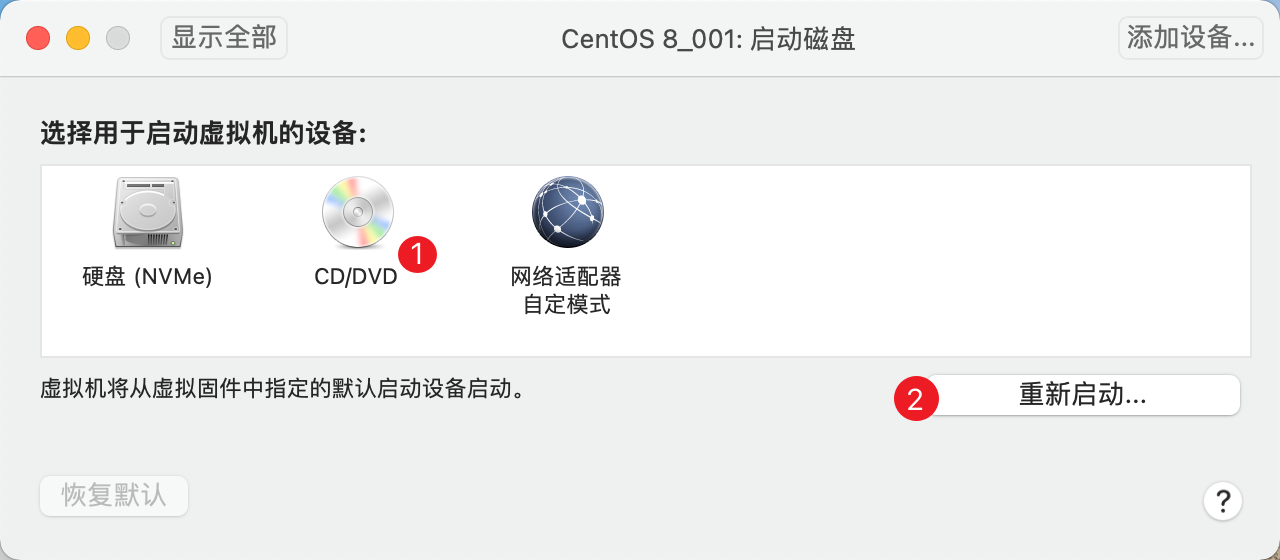 显示全部
CentOS 8_001: 启动磁盘
添加设备...
选择用于启动虚拟机的设备:
硬盘 (NVMe)
CD/DVD
1
网络适配器
自定模式
虚拟机将从虚拟固件中指定的默认启动设备启动。
2
重新启动...
恢复默认
?